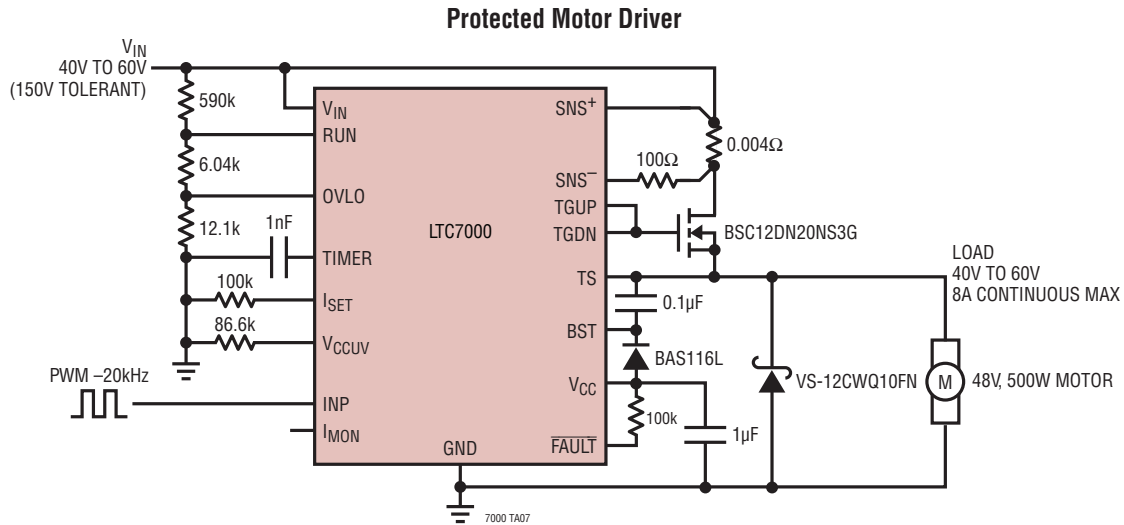 Protected Motor Driver
VIN
40V TO 60V
(150V TOLERANT)
590k
6.04k
12.1k
1nF
100k
86.6k
PWM –20kHz
VIN
RUN
OVLO
TIMER
ISET
VCCUV
INP
IMON
LTC7000
GND
SNS+
SNS–
TGUP
TGDN
TS
BST
VCC
FAULT
0.004Ω
100Ω
BSC12DN20NS3G
0.1µF
BAS116L
100k
1µF
VS-12CWQ10FN
LOAD
40V TO 60V
8A CONTINUOUS MAX
M
48V, 500W MOTOR
7000 TA07